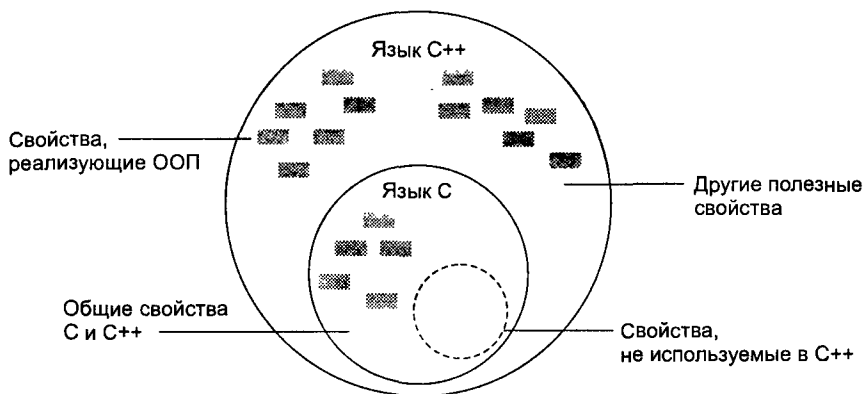 Язык C++
Свойства,
реализующие ООП
Язык C
Другие полезные
свойства
Общие свойства
C и C++
Свойства,
не используемые в C++